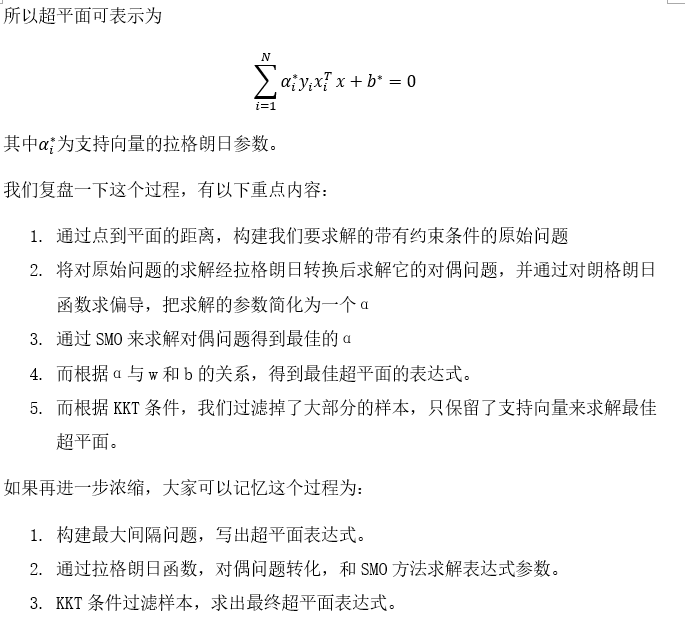 所以超平面可表示为
N
∑ α_i^* y_i x_i^T x + b^* = 0
i=1
其中α_i^*为支持向量的拉格朗日参数。
我们复盘一下这个过程，有以下重点内容：
1. 通过点到平面的距离，构建我们要求解的带有约束条件的原始问题
2. 将对原始问题的求解经拉格朗日转换后求解它的对偶问题，并通过对朗格朗日
函数求偏导，把求解的参数简化为一个α
3. 通过 SMO 来求解对偶问题得到最佳的α
4. 而根据α与 w 和 b 的关系，得到最佳超平面的表达式。
5. 而根据 KKT 条件，我们过滤掉了大部分的样本，只保留了支持向量来求解最佳
超平面。
如果再进一步浓缩，大家可以记忆这个过程为：
1. 构建最大间隔问题，写出超平面表达式。
2. 通过拉格朗日函数，对偶问题转化，和 SMO 方法求解表达式参数。
3. KKT 条件过滤样本，求出最终超平面表达式。